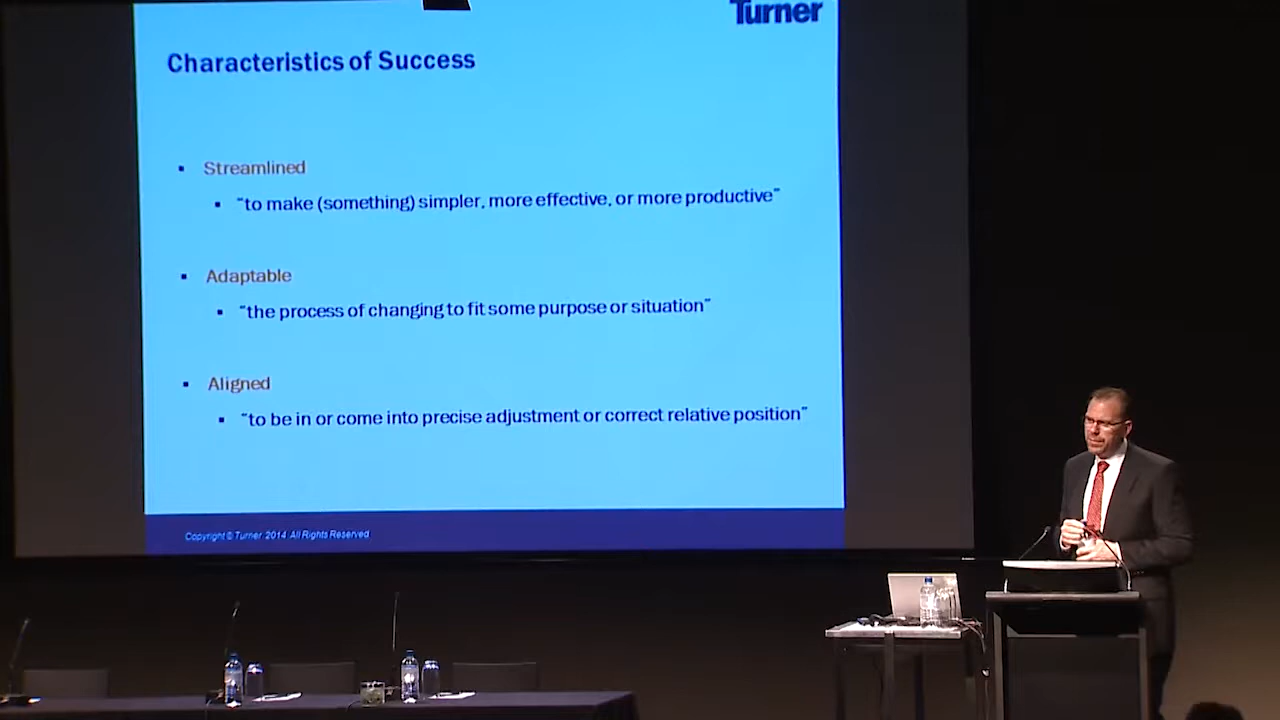 Turner
Characteristics of Success
Streamlined
"to make (something) simpler, more effective, or more productive"
Adaptable
"the process of changing to fit some purpose or situation"
Aligned
"to be in or come into precise adjustment or correct relative position"
Copyright © Turner 2014 All Rights Reserved